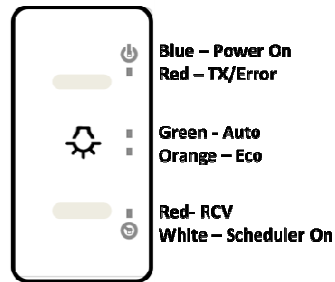 Blue – Power On
Red – TX/Error
Green - Auto
Orange – Eco
Red- RCV
White – Scheduler On